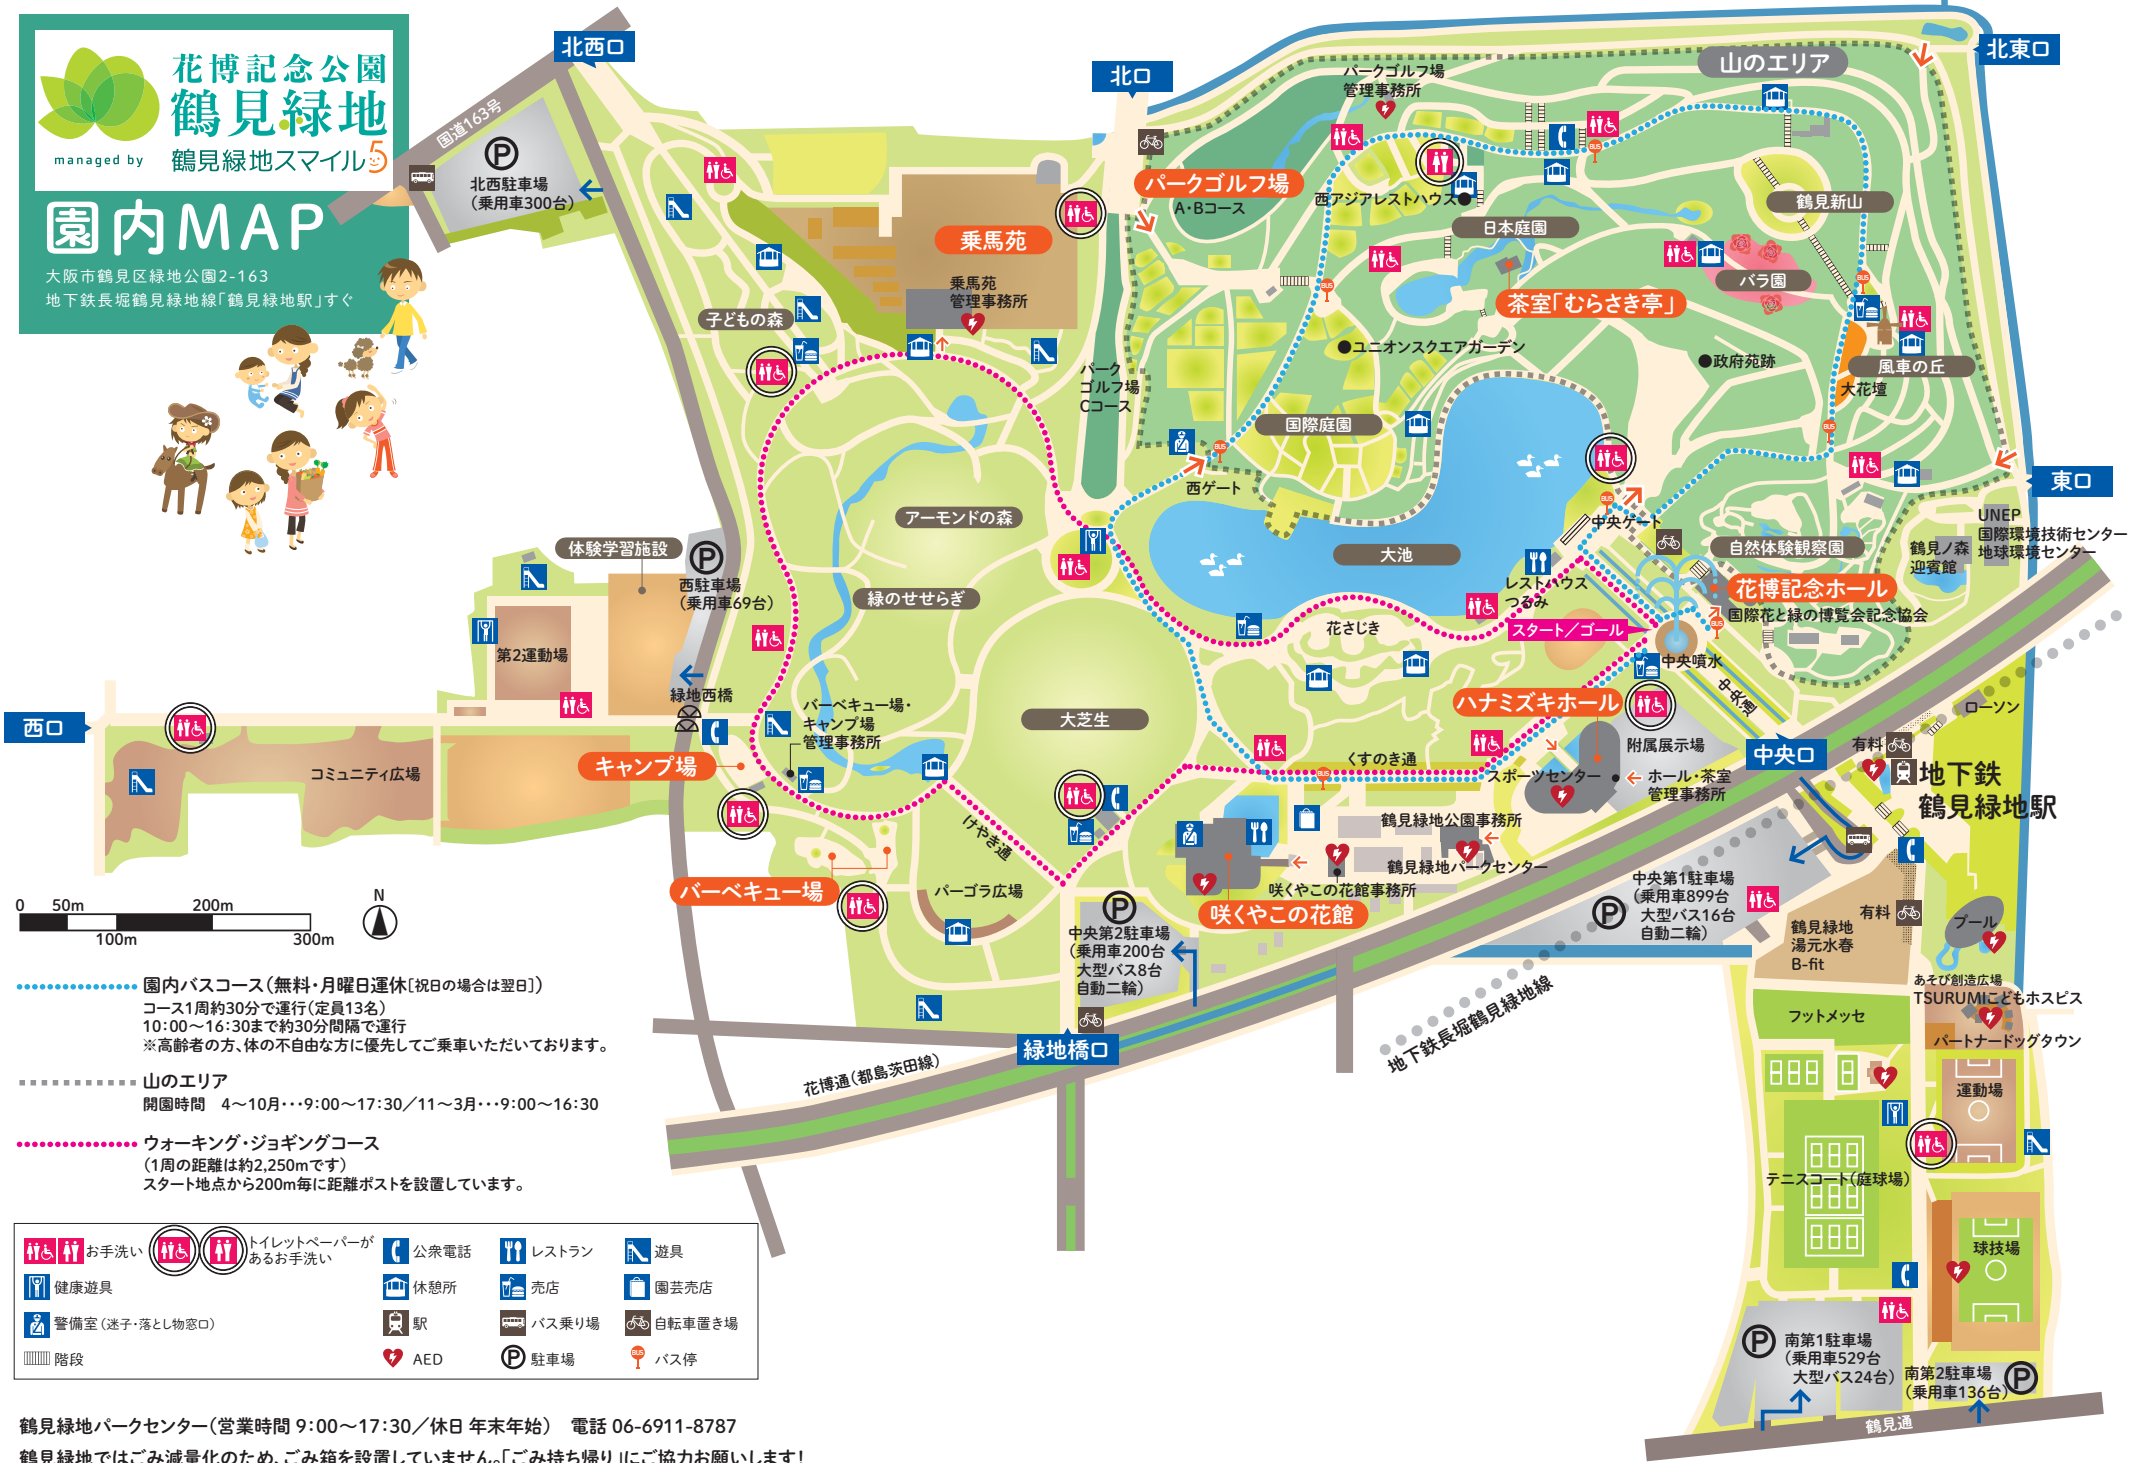 花博記念公園
鶴見緑地
managed by
鶴見緑地スマイル5
園内MAP
大阪市鶴見区緑地公園2-163
地下鉄長堀鶴見緑地線「鶴見緑地駅」すぐ
北西口
国道163号
北西駐車場
(乗用車300台)
北口
北東口
山のエリア
パークゴルフ場
管理事務所
パークゴルフ場
A・Bコース
西アジアレストハウス
日本庭園
鶴見新山
乗馬苑
乗馬苑
管理事務所
バラ園
茶室「むらさき亭」
子どもの森
ユニオンスクエアガーデン
政府苑跡
風車の丘
大花壇
パーク
ゴルフ場
Cコース
国際庭園
西ゲート
東口
アーモンドの森
中央ゲート
UNEP
国際環境技術センター
地球環境センター
体験学習施設
大池
自然体験観察園
鶴見ノ森
迎賓館
西駐車場
(乗用車69台)
緑のせせらぎ
レストハウス
つるみ
花博記念ホール
国際花と緑の博覧会記念協会
花さじき
スタート/ゴール
第2運動場
中央噴水
中央通
緑地西橋
バーベキュー場・
キャンプ場
管理事務所
大芝生
ハナミズキホール
ローソン
西口
附属展示場
中央口
有料
コミュニティ広場
キャンプ場
くすのき通
スポーツセンター
ホール・茶室
管理事務所
地下鉄
鶴見緑地駅
けやき通
鶴見緑地公園事務所
鶴見緑地パークセンター
バーベキュー場
パーゴラ広場
咲くやこの花館事務所
咲くやこの花館
中央第1駐車場
(乗用車899台
大型バス16台
自動二輪)
中央第2駐車場
(乗用車200台
大型バス8台
自動二輪)
鶴見緑地
湯元水春
B-fit
有料
プール
0 50m 200m
100m 300m
N
あそび創造広場
TSURUMIこどもホスピス
フットメッセ
パートナードッグタウン
緑地橋口
花博通(都島茨田線)
地下鉄長堀鶴見緑地線
運動場
テニスコート(庭球場)
球技場
南第1駐車場
(乗用車529台
大型バス24台)
南第2駐車場
(乗用車136台)
鶴見通
園内バスコース(無料・月曜日運休[祝日の場合は翌日])
コース1周約30分で運行(定員13名)
10:00〜16:30まで約30分間隔で運行
※高齢者の方、体の不自由な方に優先してご乗車いただいております。
山のエリア
開園時間 4〜10月・・・9:00〜17:30/11〜3月・・・9:00〜16:30
ウォーキング・ジョギングコース
(1周の距離は約2,250mです)
スタート地点から200m毎に距離ポストを設置しています。
お手洗い
トイレットペーパーが
あるお手洗い
公衆電話
レストラン
遊具
健康遊具
休憩所
売店
園芸売店
警備室(迷子・落とし物窓口)
駅
バス乗り場
自転車置き場
階段
AED
P 駐車場
BUS バス停
鶴見緑地パークセンター(営業時間 9:00〜17:30/休日 年末年始) 電話 06-6911-8787
鶴見緑地ではごみ減量化のため、ごみ箱を設置していません。「ごみ持ち帰り」にご協力お願いします!